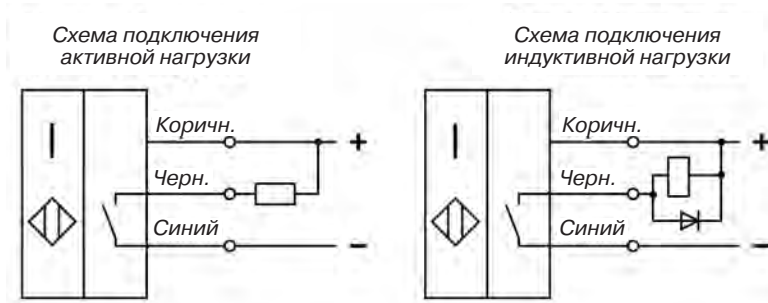 Схема подключения
активной нагрузки
Коричн.
+
Черн.
Синий
−
Схема подключения
индуктивной нагрузки
Коричн.
+
Черн.
Синий
−